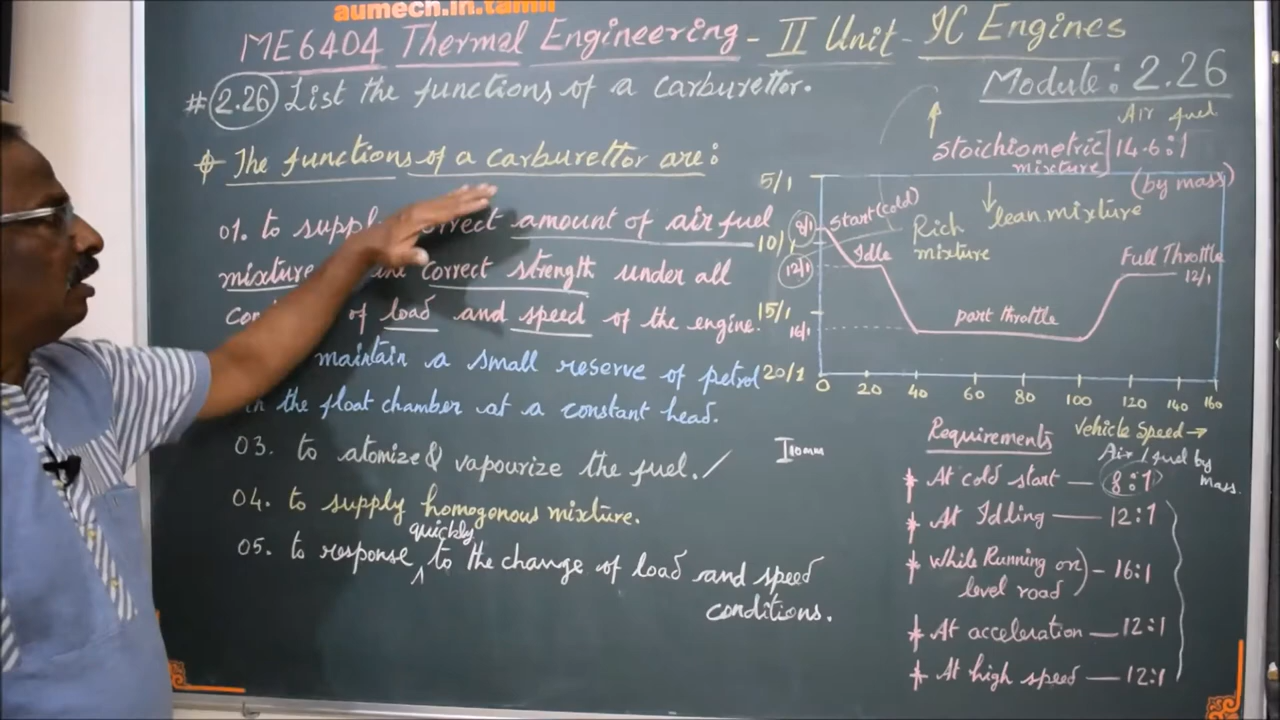 aumech.in.tamil
ME6404 Thermal Engineering - II Unit - IC Engines
Module: 2.26
# 2.26 List the functions of a carburettor.
The functions of a carburettor are:
01. to supply correct amount of air fuel
mixture correct strength under all
of load and speed of the engine.
maintain a small reserve of petrol
in the float chamber at a constant head.
03. to atomize & vapourize the fuel.
04. to supply homogenous mixture.
quickly
05. to response to the change of load and speed
conditions.
Air fuel
Stoichiometric mixture 14.6:1
(by mass)
5/1
8/1
10/1
12/1
15/1
16/1
20/1
Start (cold)
Idle
Rich mixture
lean mixture
part throttle
Full Throttle
12/1
0 20 40 60 80 100 120 140 160
Vehicle Speed →
10mm
Requirements
Air / fuel by mass.
At cold start — 8:1
At Idling — 12:1
While Running on
level road - 16:1
At acceleration — 12:1
At high speed — 12:1